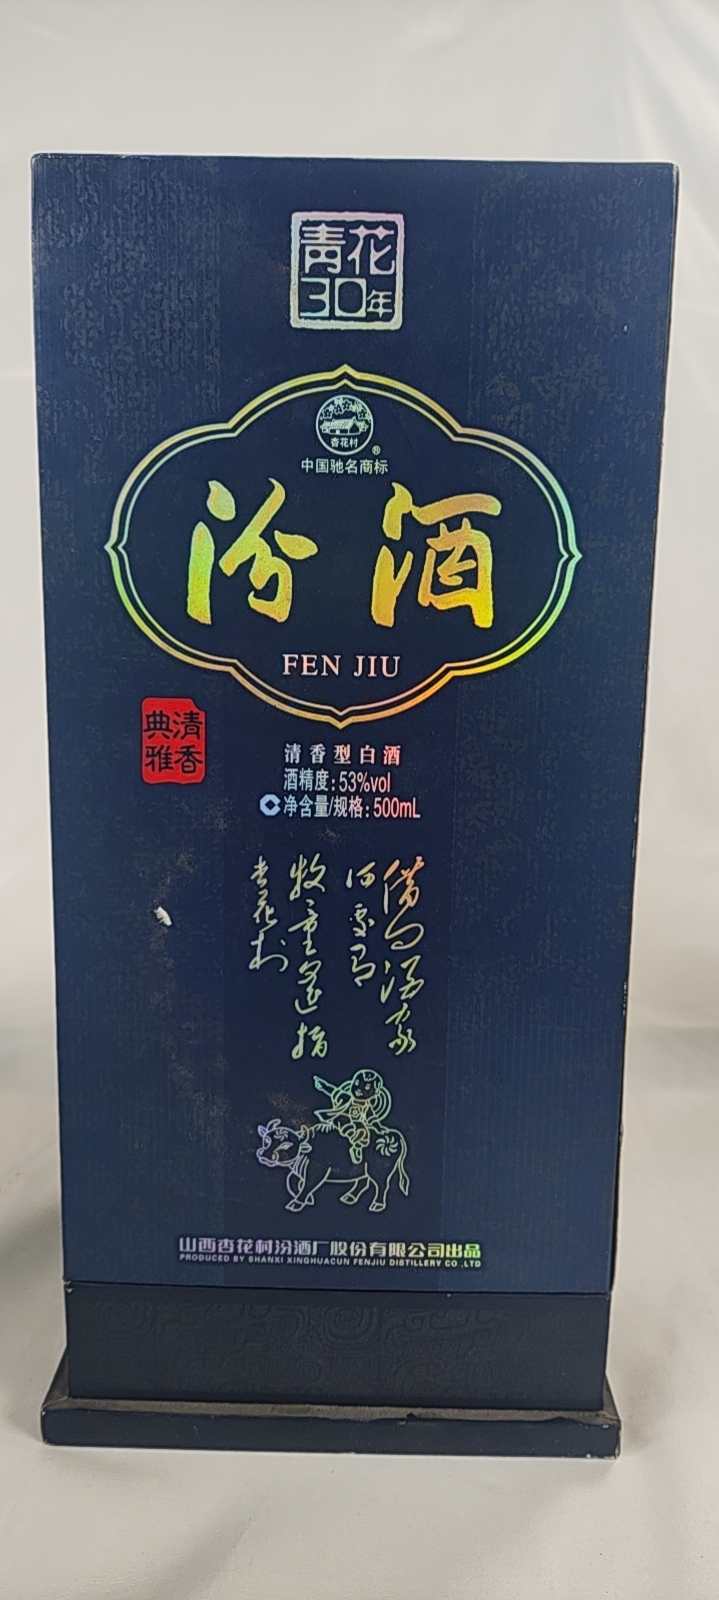 青花
30年
杏花村
®
中国驰名商标
汾酒
FEN JIU
清香
典雅
清香型白酒
酒精度:53%vol
净含量/规格:500mL
借问酒家
何处有
牧童遥指
杏花村
山西杏花村汾酒厂股份有限公司出品
PRODUCED BY SHANXI XINGHUACUN FENJIU DISTILLERY CO.,LTD